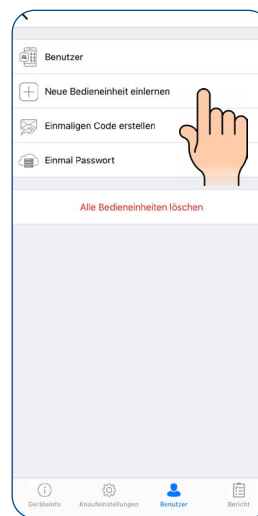 Benutzer
Neue Bedieneinheit einlernen
Einmaligen Code erstellen
Einmal Passwort
Alle Bedieneinheiten löschen
Geräteinfo Knaufeinstellungen Benutzer Bericht